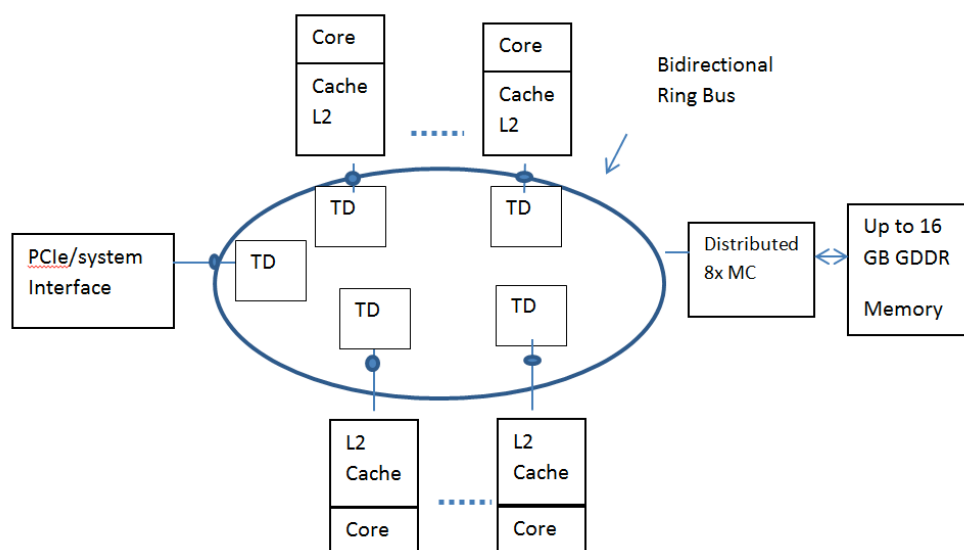 Core
Cache
L2
Core
Cache
L2
Bidirectional
Ring Bus
TD
TD
PCIe/system
Interface
TD
Distributed
8x MC
Up to 16
GB GDDR
Memory
TD
TD
L2
Cache
Core
L2
Cache
Core